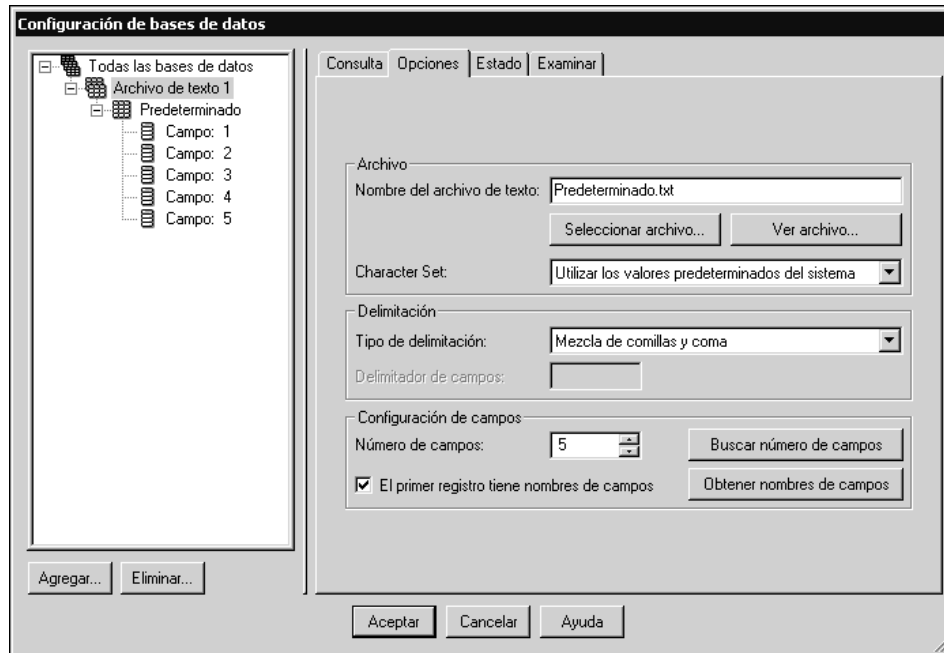 Configuración de bases de datos
Todas las bases de datos
Archivo de texto 1
Predeterminado
Campo: 1
Campo: 2
Campo: 3
Campo: 4
Campo: 5
Agregar...
Eliminar...
Consulta
Opciones
Estado
Examinar
Archivo
Nombre del archivo de texto: Predeterminado.txt
Seleccionar archivo... Ver archivo...
Character Set: Utilizar los valores predeterminados del sistema
Delimitación
Tipo de delimitación: Mezcla de comillas y coma
Delimitador de campos:
Configuración de campos
Número de campos: 5 Buscar número de campos
El primer registro tiene nombres de campos Obtener nombres de campos
Aceptar Cancelar Ayuda